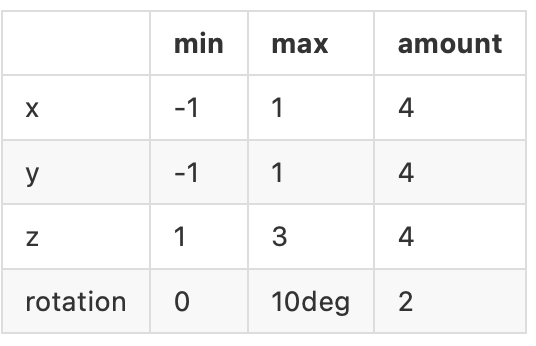 min max amount
x -1 1 4
y -1 1 4
z 1 3 4
rotation 0 10deg 2